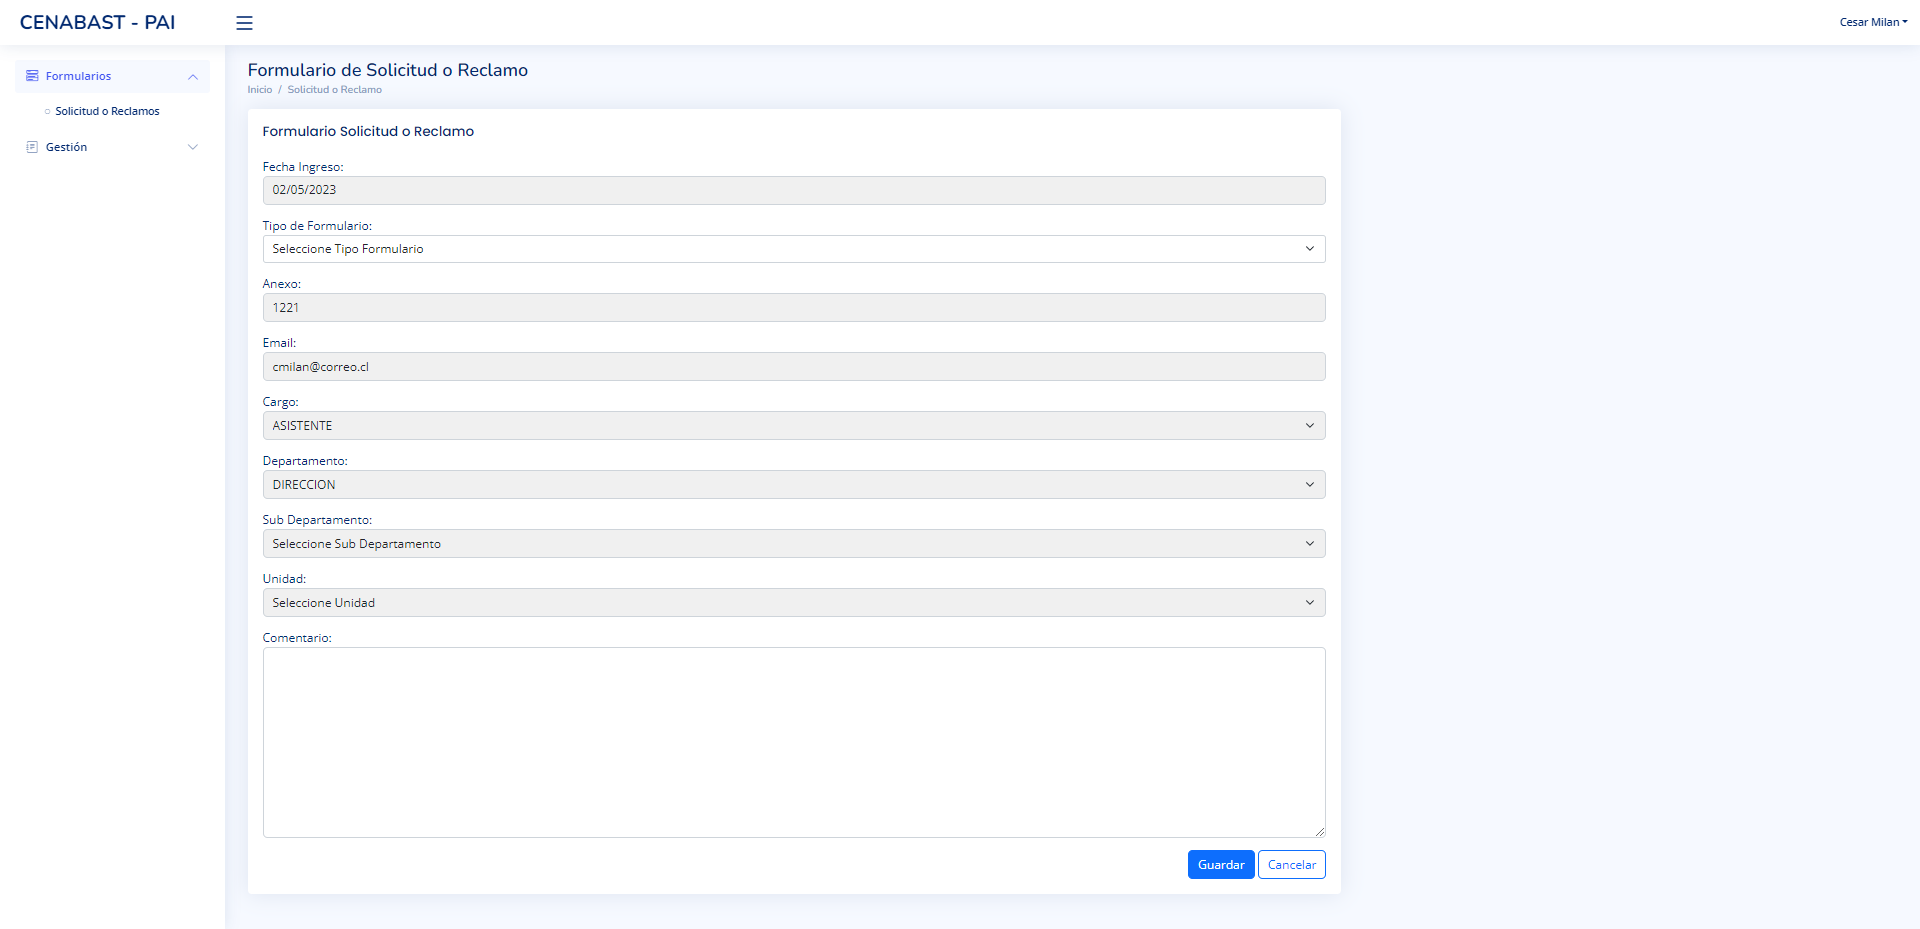 CENABAST - PAI
Cesar Milan
Formularios
Solicitud o Reclamos
Gestión
Formulario de Solicitud o Reclamo
Inicio / Solicitud o Reclamo
Formulario Solicitud o Reclamo
Fecha Ingreso:
02/05/2023
Tipo de Formulario:
Seleccione Tipo Formulario
Anexo:
1221
Email:
cmilan@correo.cl
Cargo:
ASISTENTE
Departamento:
DIRECCION
Sub Departamento:
Seleccione Sub Departamento
Unidad:
Seleccione Unidad
Comentario:
Guardar Cancelar